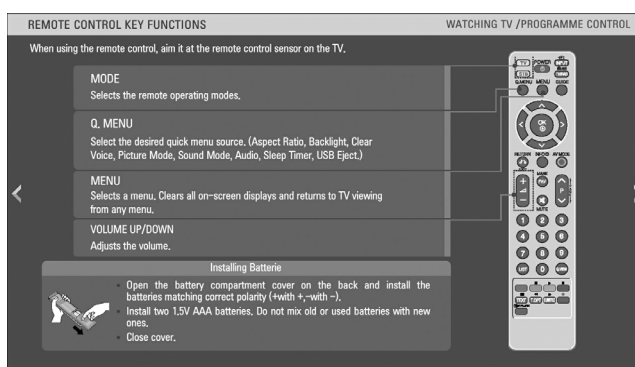 REMOTE CONTROL KEY FUNCTIONS
WATCHING TV /PROGRAMME CONTROL
When using the remote control, aim it at the remote control sensor on the TV.
MODE
Selects the remote operating modes.
Q. MENU
Select the desired quick menu source. (Aspect Ratio, Backlight, Clear
Voice, Picture Mode, Sound Mode, Audio, Sleep Timer, USB Eject.)
MENU
Selects a menu. Clears all on-screen displays and returns to TV viewing
from any menu.
VOLUME UP/DOWN
Adjusts the volume.
Installing Batterie
Open the battery compartment cover on the back and install the
batteries matching correct polarity (+with +,-with -).
Install two 1.5V AAA batteries. Do not mix old or used batteries with new
ones.
Close cover.
TV
POWER
INPUT
STB
Q.MENU MENU GUIDE
OK
RETURN INFO AV MODE
MARK
FAV
+
P
-
MUTE
1 2 3
4 5 6
7 8 9
LIST 0 Q.VIEW
TEXT T.OPT